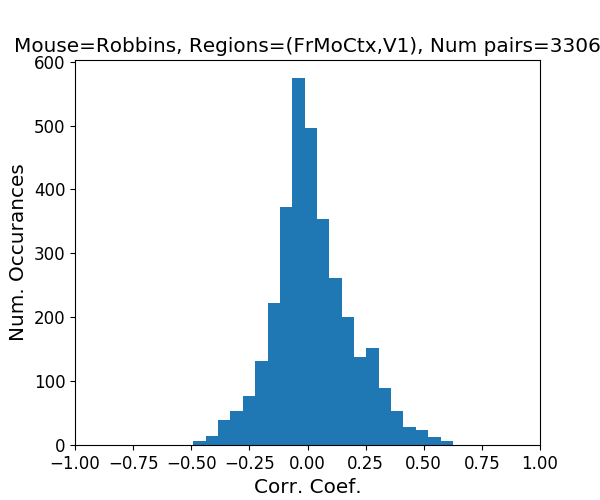 Mouse=Robbins, Regions=(FrMoCtx,V1), Num pairs=3306
600
500
400
300
200
100
0
Num. Occurances
−1.00 −0.75 −0.50 −0.25 0.00 0.25 0.50 0.75 1.00
Corr. Coef.